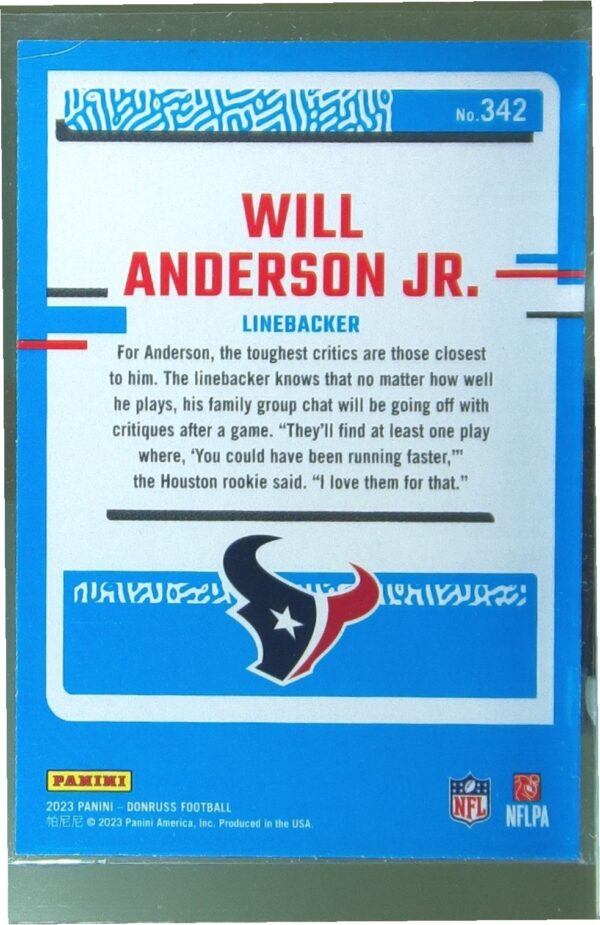 No.342
WILL
ANDERSON JR.
LINEBACKER
For Anderson, the toughest critics are those closest
to him. The linebacker knows that no matter how well
he plays, his family group chat will be going off with
critiques after a game. “They’ll find at least one play
where, ‘You could have been running faster,’”
the Houston rookie said. “I love them for that.”
PANINI
2023 PANINI – DONRUSS FOOTBALL
帕尼尼 © 2023 Panini America, Inc. Produced in the USA.
NFL
NFLPA